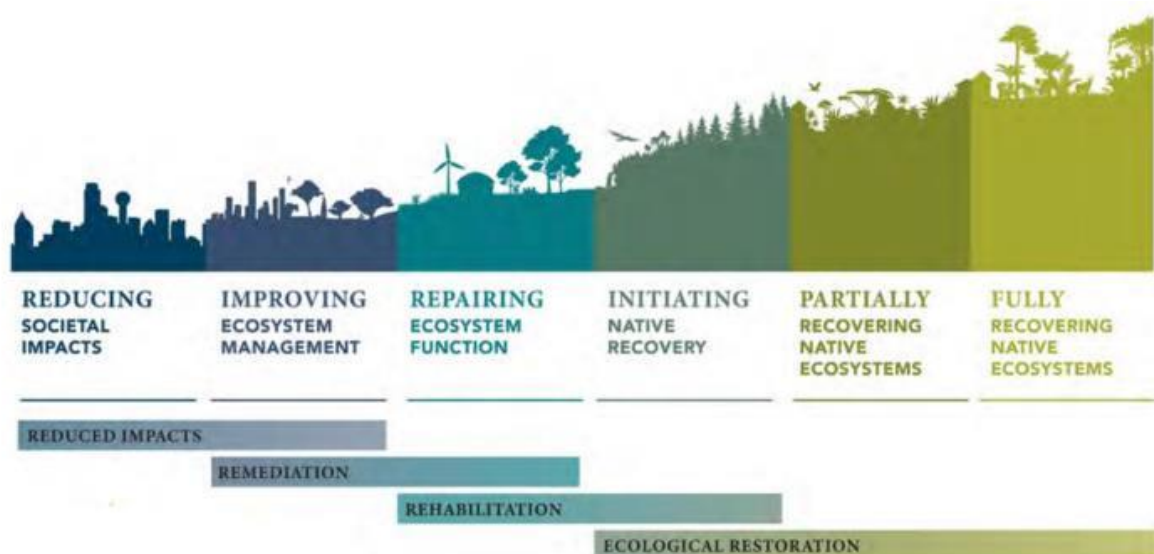 REDUCING
SOCIETAL
IMPACTS
IMPROVING
ECOSYSTEM
MANAGEMENT
REPAIRING
ECOSYSTEM
FUNCTION
INITIATING
NATIVE
RECOVERY
PARTIALLY
RECOVERING
NATIVE
ECOSYSTEMS
FULLY
RECOVERING
NATIVE
ECOSYSTEMS
REDUCED IMPACTS
REMEDIATION
REHABILITATION
ECOLOGICAL RESTORATION